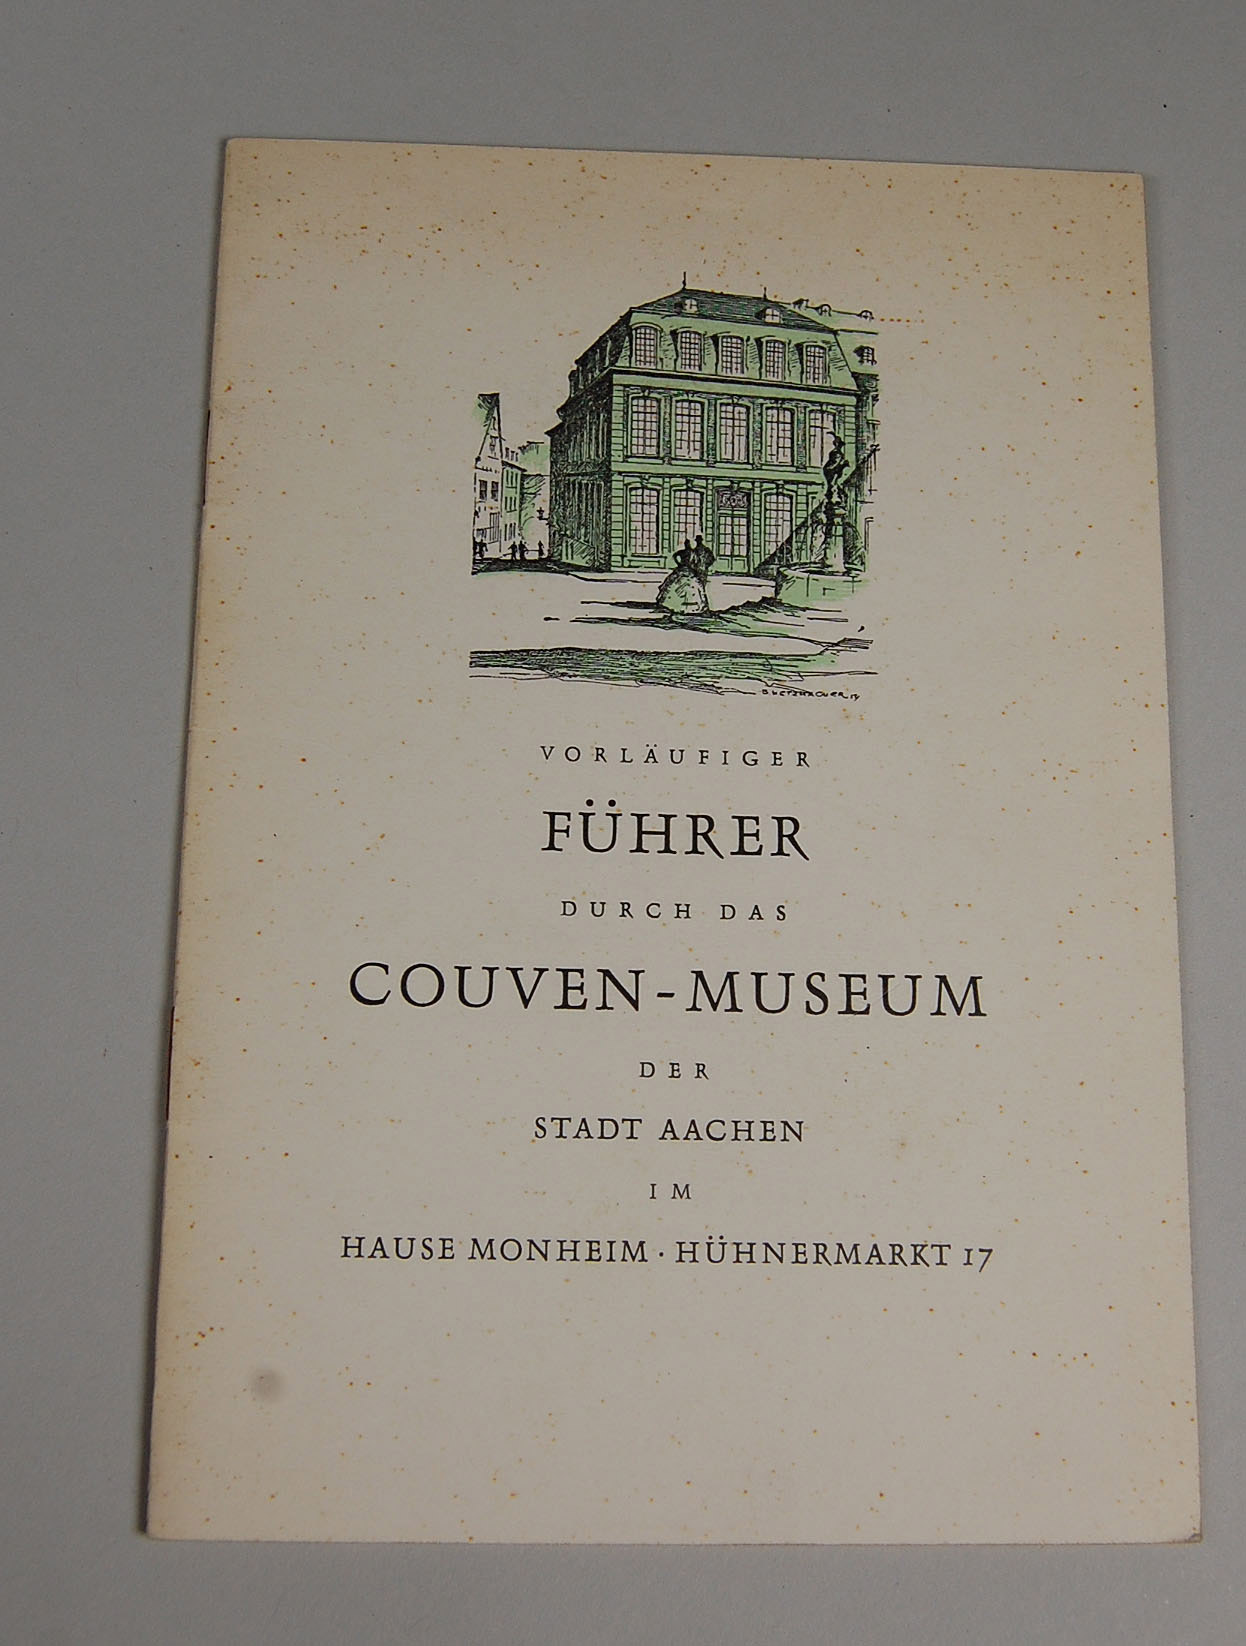 VORLÄUFIGER
FÜHRER
DURCH DAS
COUVEN-MUSEUM
DER
STADT AACHEN
IM
HAUSE MONHEIM · HÜHNERMARKT 17